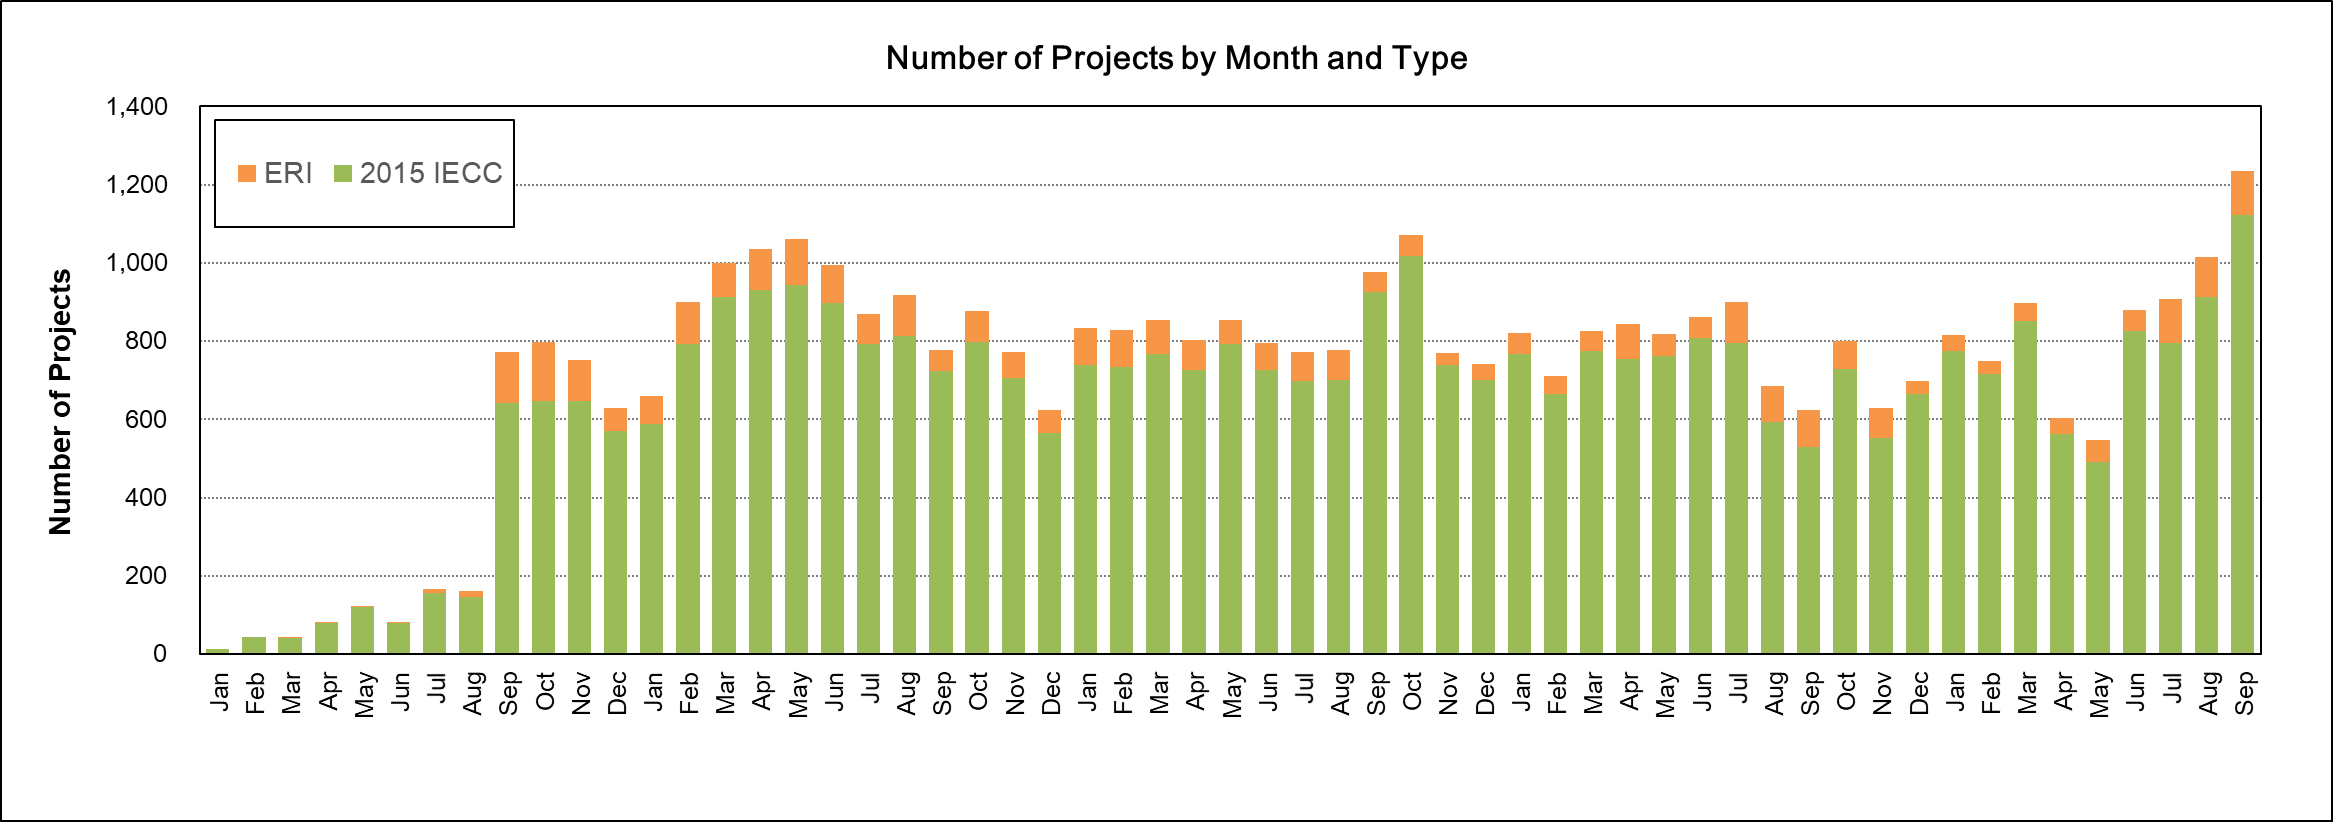 Number of Projects by Month and Type
Number of Projects
1,400
1,200
1,000
800
600
400
200
0
ERI 2015 IECC
Jan Feb Mar Apr May Jun Jul Aug Sep Oct Nov Dec Jan Feb Mar Apr May Jun Jul Aug Sep Oct Nov Dec Jan Feb Mar Apr May Jun Jul Aug Sep Oct Nov Dec Jan Feb Mar Apr May Jun Jul Aug Sep Oct Nov Dec Jan Feb Mar Apr May Jun Jul Aug Sep